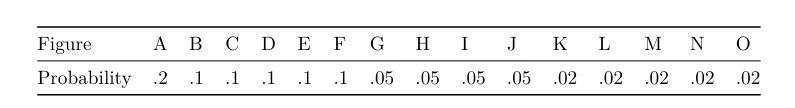 Figure A B C D E F G H I J K L M N O
Probability .2 .1 .1 .1 .1 .1 .05 .05 .05 .05 .02 .02 .02 .02 .02